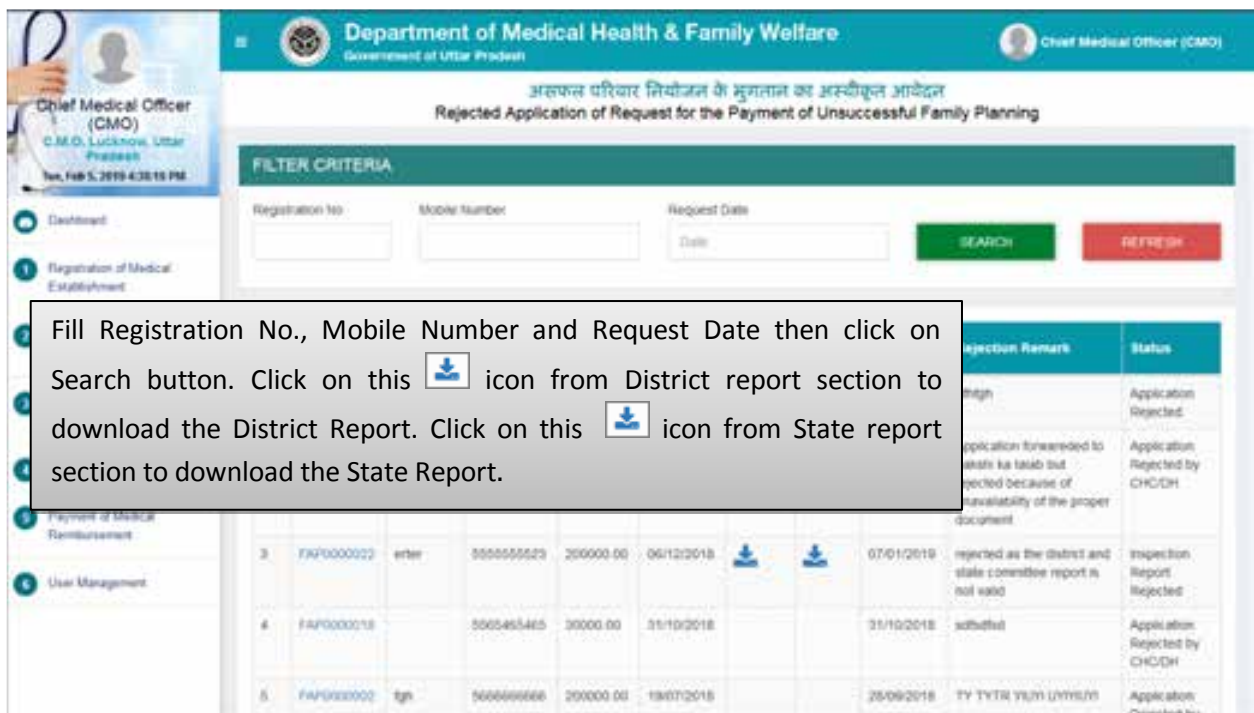 Department of Medical Health & Family Welfare
Government of Uttar Pradesh
Chief Medical Officer (CMO)
Chief Medical Officer
(CMO)
C.M.O, Lucknow, Uttar
Pradesh
Tue, Feb 5, 2019 4:38:15 PM
असफल परिवार नियोजन के भुगतान का अस्वीकृत आवेदन
Rejected Application of Request for the Payment of Unsuccessful Family Planning
FILTER CRITERIA
Registration No
Mobile Number
Request Date
Date
SEARCH
REFRESH
Dashboard
1 Registration of Medical
Establishment
2
3
4
5 Payment of Medical
Reimbursement
6 User Management
Fill Registration No., Mobile Number and Request Date then click on
Search button. Click on this icon from District report section to
download the District Report. Click on this icon from State report
section to download the State Report.
Rejection Remark Status
Application
Rejected
application forwareded to
but
rejected because of
unavailability of the proper
document
Application
Rejected by
CHC/DH
3 FAP0000022 erter 5555555523 200000.00 06/12/2018 07/01/2019 rejected as the district and
state committee report is
not valid
Inspection
Report
Rejected
4 FAP0000018 30000.00 31/10/2018 31/10/2018
Application
Rejected by
CHC/DH
5 FAP0000002 fgh 5666666666 200000.00 19/07/2018 28/09/2018 TY TYTR
Application